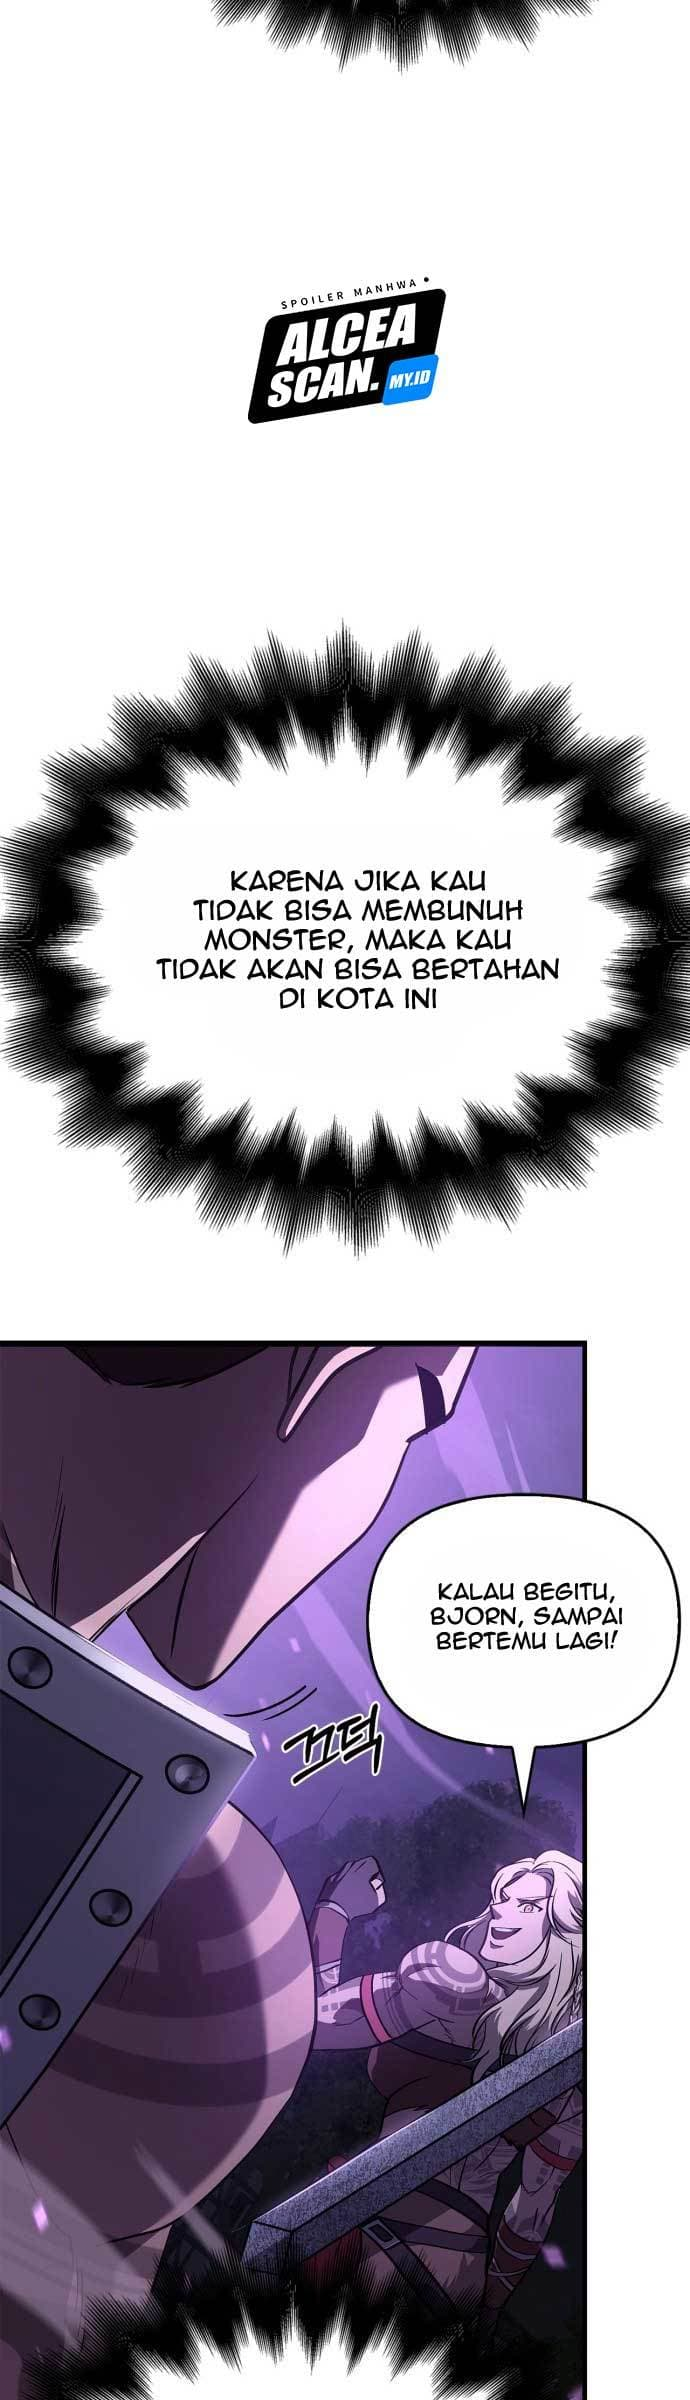 SPOILER MANHWA
ALCEA
SCAN.
MY.ID
KARENA JIKA KAU
TIDAK BISA MEMBUNUH
MONSTER, MAKA KAU
TIDAK AKAN BISA BERTAHAN
DI KOTA INI
KALAU BEGITU,
BJORN, SAMPAI
BERTEMU LAGI!
끄덕